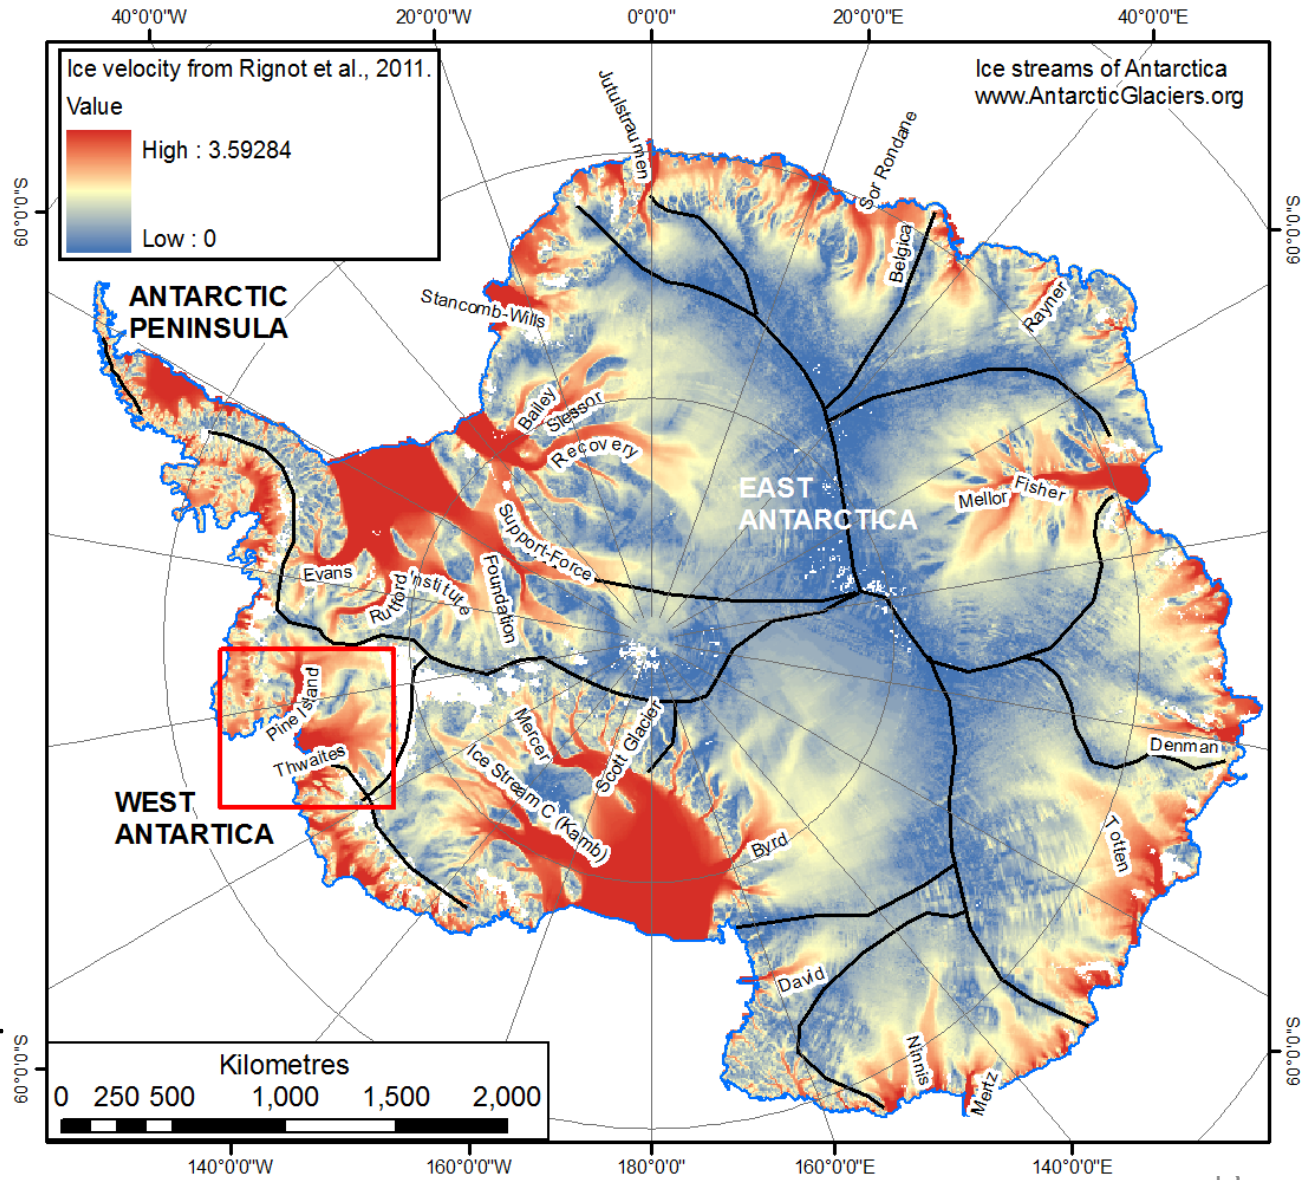 40°0'0"W
20°0'0"W
0°0'0"
20°0'0"E
40°0'0"E
Ice velocity from Rignot et al., 2011.
Value
High : 3.59284
Low : 0
Ice streams of Antarctica
www.AntarcticGlaciers.org
60°0'0"S
60°0'0"S
Jutulstraumen
Sor Rondane
Belgica
Rayner
Stancomb-Wills
ANTARCTIC
PENINSULA
Bailey
Slessor
Recovery
EAST
ANTARCTICA
Mellor
Fisher
Support-Force
Evans
Rutford
Institute
Foundation
Pine Island
Thwaites
Mercer
Scott Glacier
Ice Stream C (Kamb)
WEST
ANTARTICA
Byrd
Denman
Totten
David
Ninnis
Mertz
60°0'0"S
60°0'0"S
Kilometres
0 250 500 1,000 1,500 2,000
140°0'0"W
160°0'0"W
180°0'0"
160°0'0"E
140°0'0"E